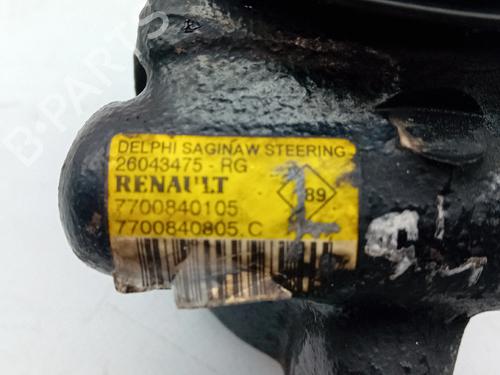 B-PARTS
DELPHI SAGINAW STEERING
26043475 - RG
RENAULT
89
7700840105
7700840805.C